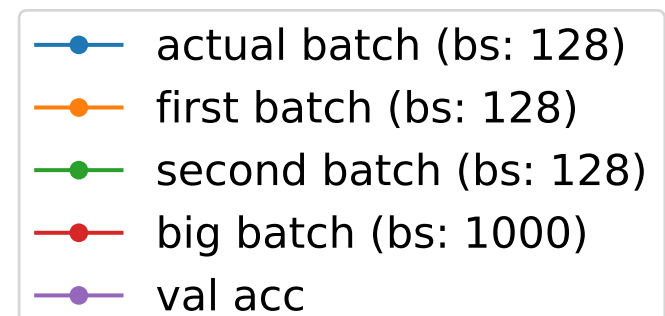 actual batch (bs: 128)
first batch (bs: 128)
second batch (bs: 128)
big batch (bs: 1000)
val acc